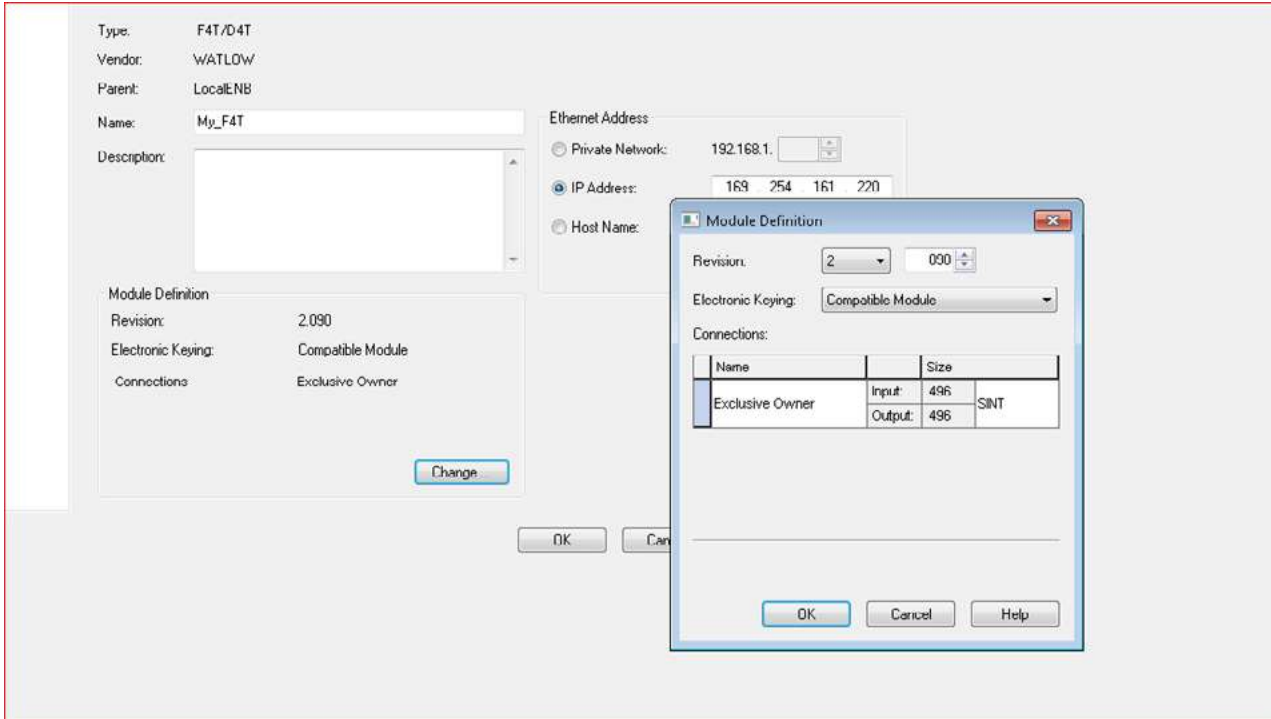 Type: F4T/D4T
Vendor: WATLOW
Parent: LocalENB
Name: My_F4T
Description:
Ethernet Address
Private Network: 192.168.1.
IP Address: 169 . 254 . 161 . 220
Host Name:
Module Definition
Revision: 2.090
Electronic Keying: Compatible Module
Connections Exclusive Owner
Change ...
OK Can
Module Definition
Revision: 2 090
Electronic Keying: Compatible Module
Connections:
Name Size
Exclusive Owner Input: 496 SINT
Output: 496
OK Cancel Help